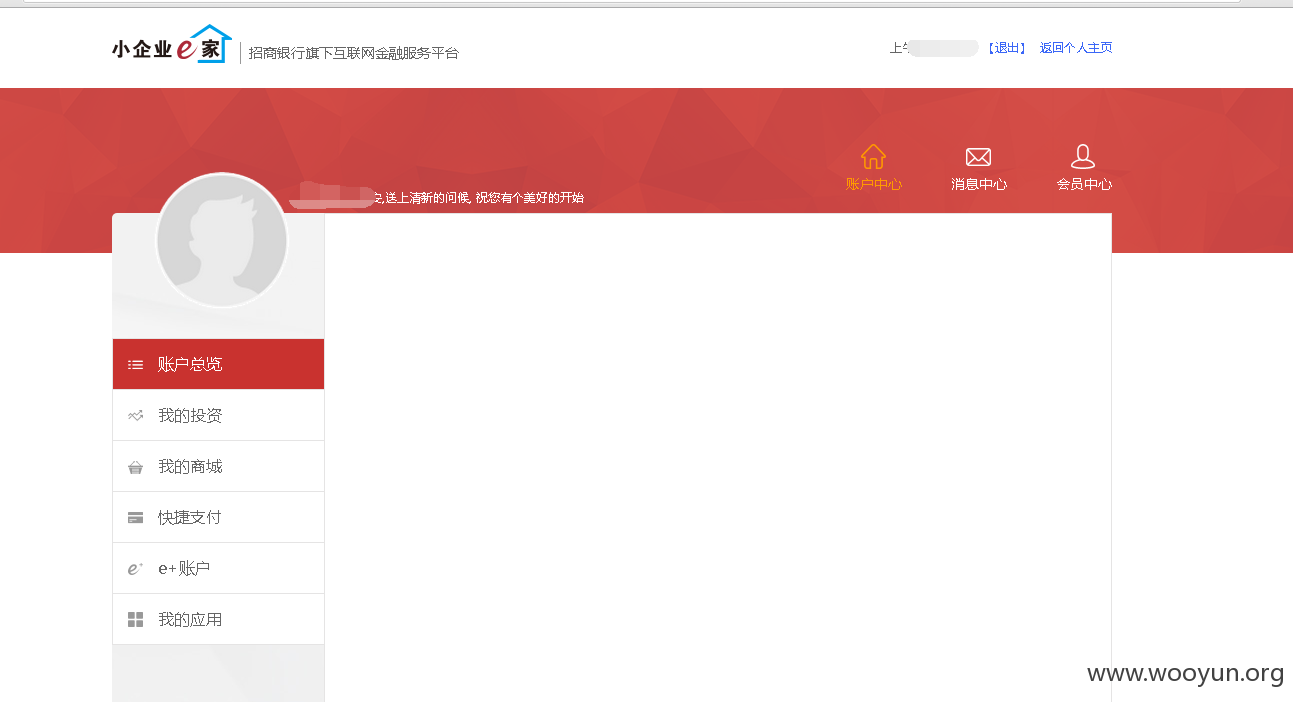 小企业e家 招商银行旗下互联网金融服务平台
上午 【退出】 返回个人主页
账户中心 消息中心 会员中心
,送上清新的问候, 祝您有个美好的开始
账户总览
我的投资
我的商城
快捷支付
e+账户
我的应用
www.wooyun.org